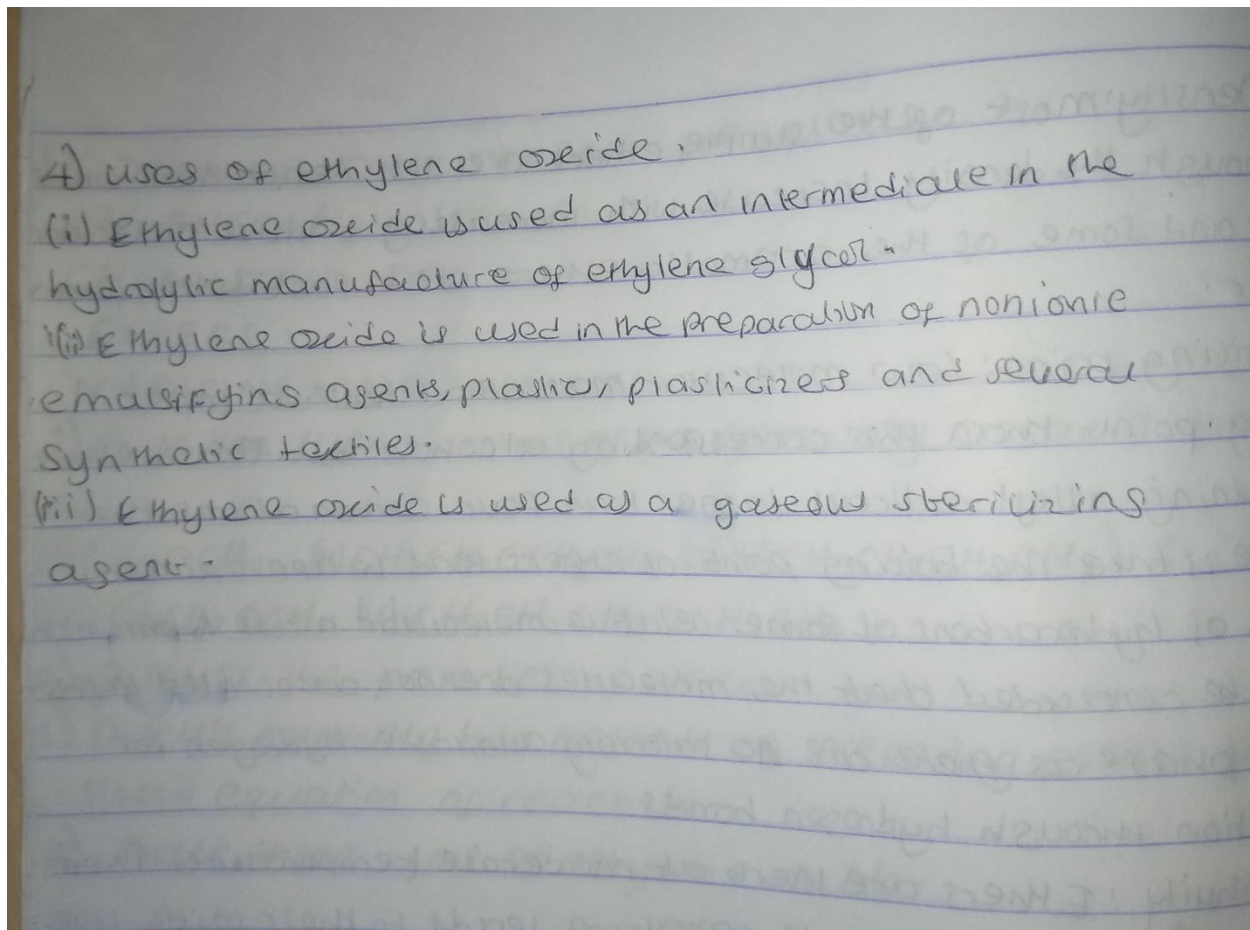 4) uses of ethylene oxide.
(i) Ethylene oxide is used as an intermediate in the
hydrolytic manufacture of ethylene glycol.
(ii) Ethylene oxide is used in the preparation of nonionic
emulsifying agents, plastic, plasticizers and several
synthetic textiles.
(iii) Ethylene oxide is used as a gaseous sterilizing
agent.